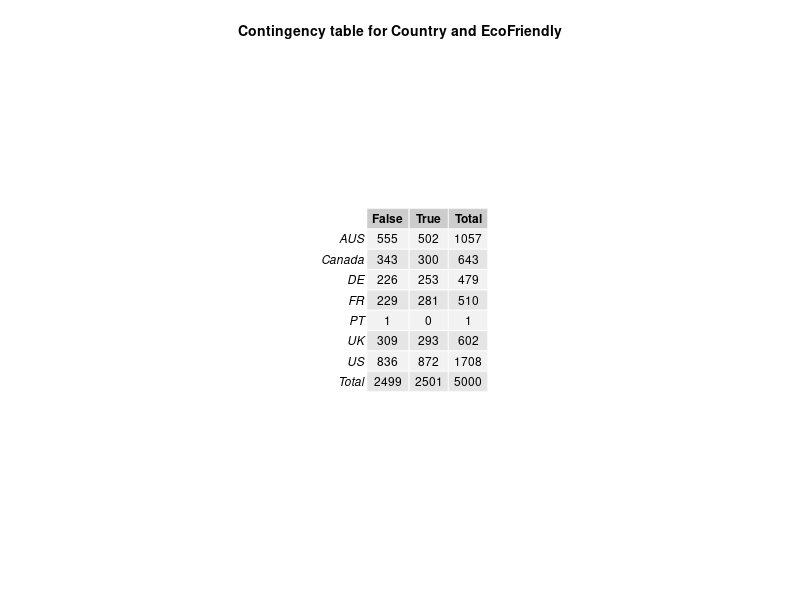 Contingency table for Country and EcoFriendly
False True Total
AUS 555 502 1057
Canada 343 300 643
DE 226 253 479
FR 229 281 510
PT 1 0 1
UK 309 293 602
US 836 872 1708
Total 2499 2501 5000